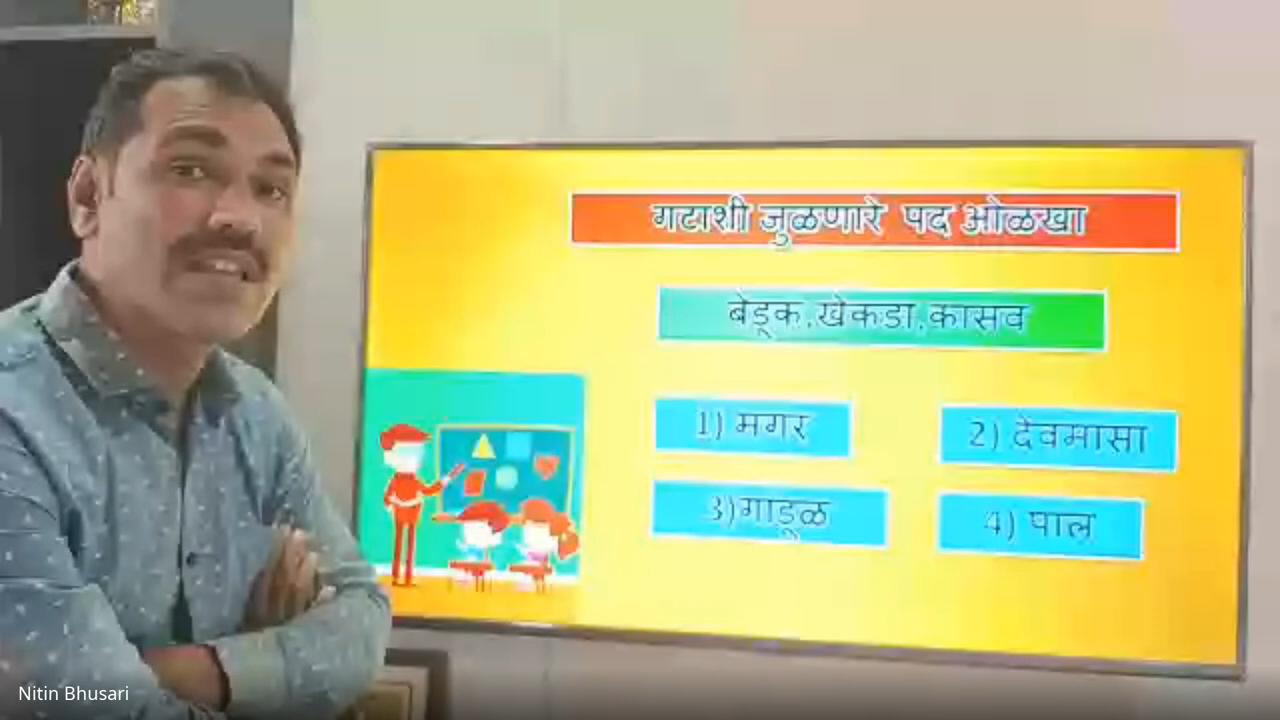 गटाशी जुळणारे पद ओळखा
बेडूक.खेकडा.कासव
1) मगर
2) देवमासा
3)गाडूळ
4) पाल
Nitin Bhusari